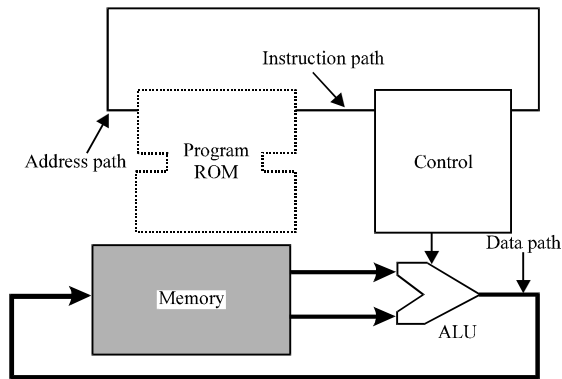 Instruction path
Address path
Program
ROM
Control
Data path
Memory
ALU